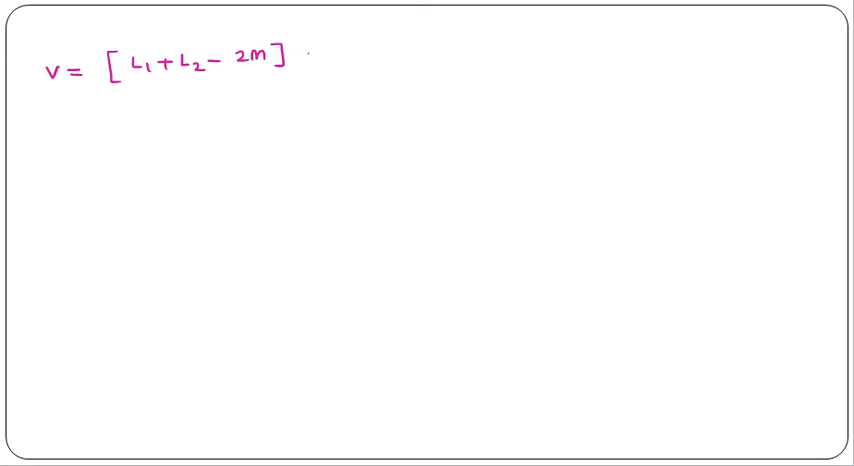 V = [ L₁ + L₂ - 2M ]